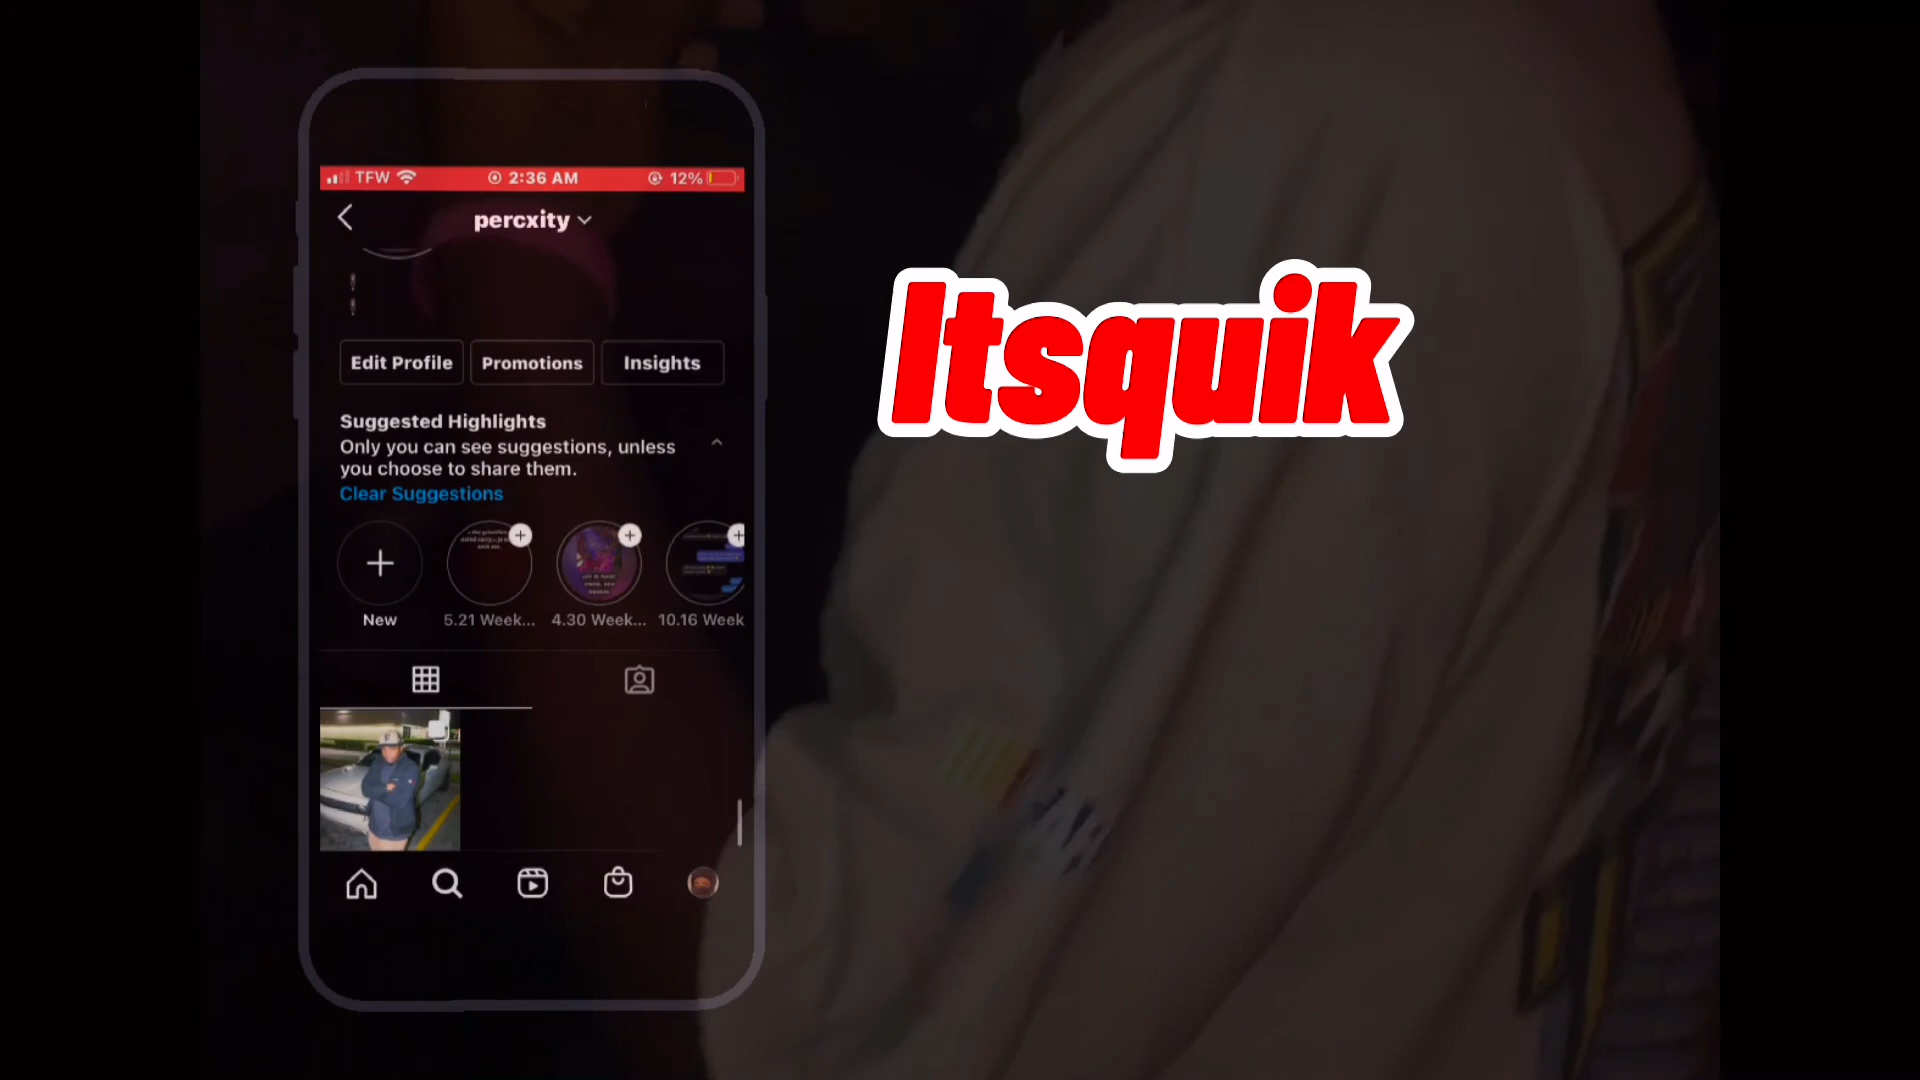 TFW 2:36 AM 12%
percxity
Edit Profile Promotions Insights
Suggested Highlights
Only you can see suggestions, unless
you choose to share them.
Clear Suggestions
New 5.21 Week... 4.30 Week... 10.16 Week
Itsquik